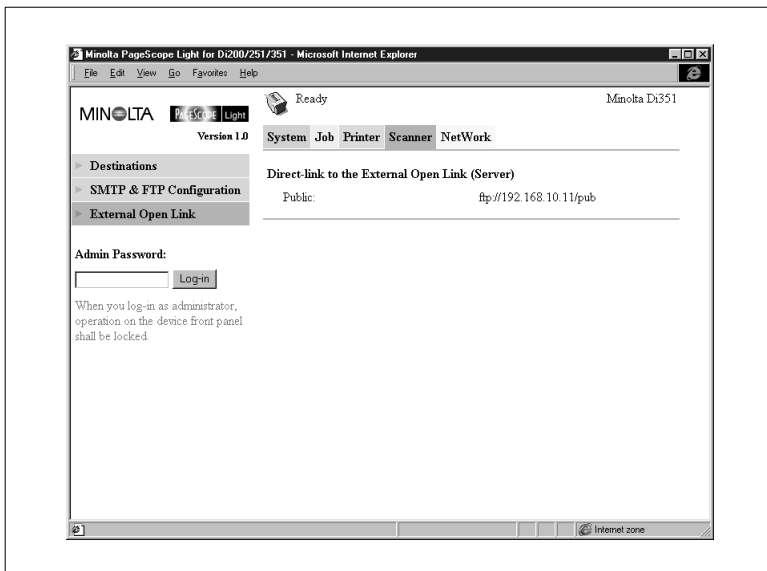 Minolta PageScope Light for Di200/251/351 - Microsoft Internet Explorer
File Edit View Go Favorites Help
MINOLTA PAGESCOPE Light
Version 1.0
Ready
Minolta Di351
System Job Printer Scanner NetWork
Destinations
SMTP & FTP Configuration
External Open Link
Admin Password:
Log-in
When you log-in as administrator,
operation on the device front panel
shall be locked.
Direct-link to the External Open Link (Server)
Public: ftp://192.168.10.11/pub
Internet zone